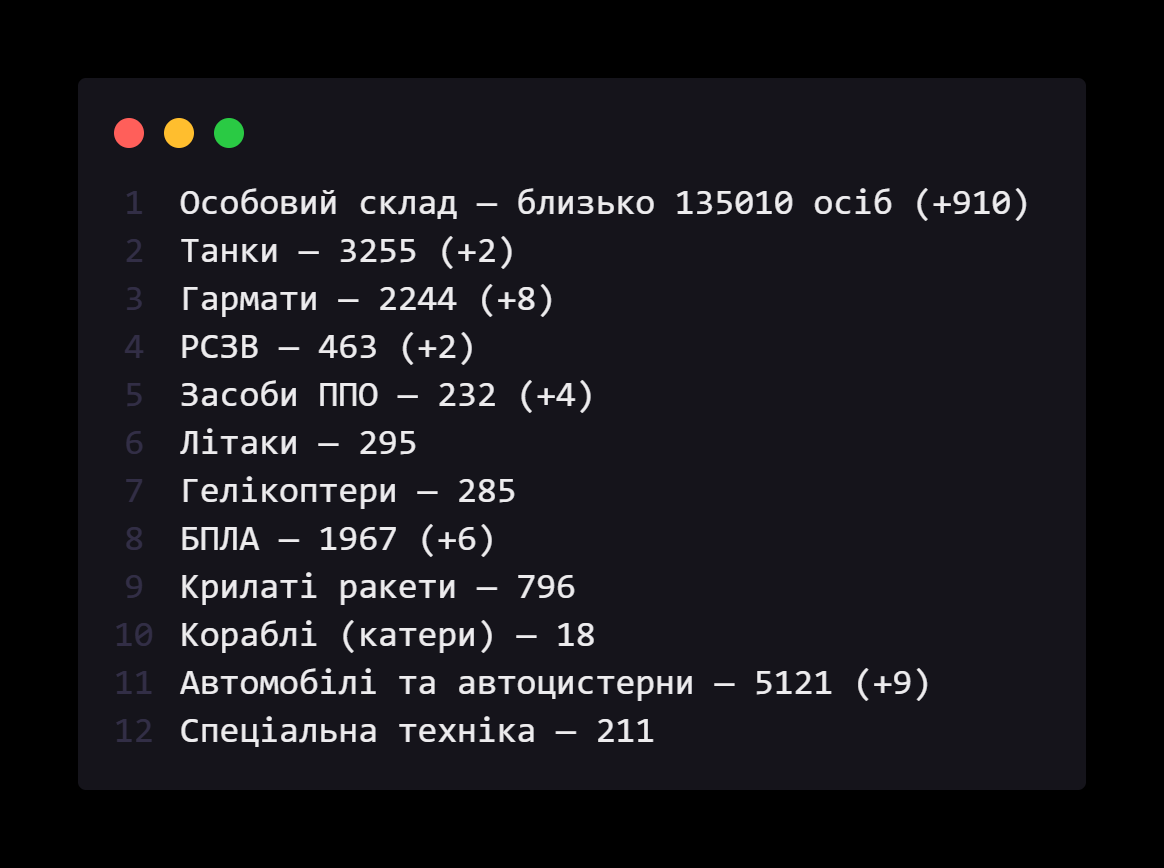 1 Особовий склад — близько 135010 осіб (+910)
2 Танки — 3255 (+2)
3 Гармати — 2244 (+8)
4 РСЗВ — 463 (+2)
5 Засоби ППО — 232 (+4)
6 Літаки — 295
7 Гелікоптери — 285
8 БПЛА — 1967 (+6)
9 Крилаті ракети — 796
10 Кораблі (катери) — 18
11 Автомобілі та автоцистерни — 5121 (+9)
12 Спеціальна техніка — 211